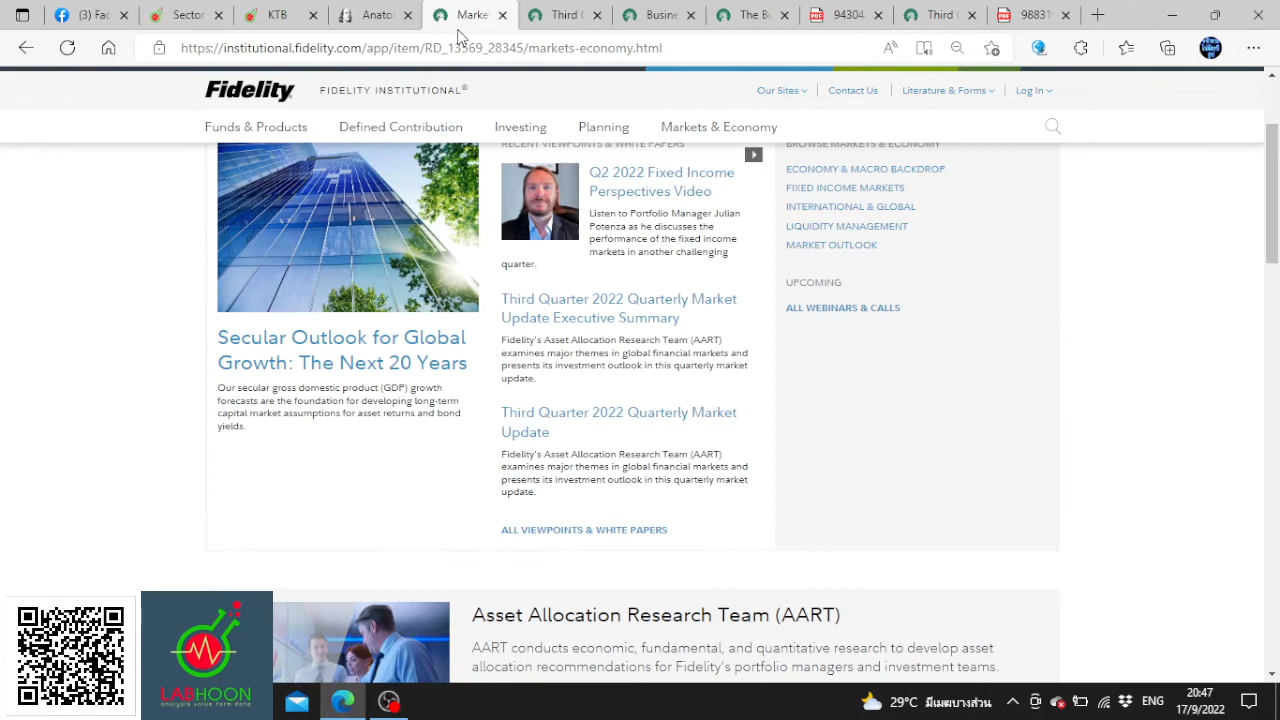 (3) Ma
Marke
94304
Third
98831
https://institutional.fidelity.com/app/item/RD_13569_28345/markets-economy.html
Fidelity
FIDELITY INSTITUTIONAL®
Our Sites
Contact Us
Literature & Forms
Log In
Funds & Products
Defined Contribution
Investing
Planning
Markets & Economy
RECENT VIEWPOINTS & WHITE PAPERS
BROWSE MARKETS & ECONOMY
Secular Outlook for Global
Growth: The Next 20 Years
Our secular gross domestic product (GDP) growth
forecasts are the foundation for developing long-term
capital market assumptions for asset returns and bond
yields.
Q2 2022 Fixed Income
Perspectives Video
Listen to Portfolio Manager Julian
Potenza as he discusses the
performance of the fixed income
markets in another challenging
quarter.
Third Quarter 2022 Quarterly Market
Update Executive Summary
Fidelity's Asset Allocation Research Team (AART)
examines major themes in global financial markets and
presents its investment outlook in this quarterly market
update.
Third Quarter 2022 Quarterly Market
Update
Fidelity's Asset Allocation Research Team (AART)
examines major themes in global financial markets and
presents its investment outlook in this quarterly market
update.
ALL VIEWPOINTS & WHITE PAPERS
ECONOMY & MACRO BACKDROP
FIXED INCOME MARKETS
INTERNATIONAL & GLOBAL
LIQUIDITY MANAGEMENT
MARKET OUTLOOK
UPCOMING
ALL WEBINARS & CALLS
Asset Allocation Research Team (AART)
AART conducts economic, fundamental, and quantitative research to develop asset
allocation recommendations for Fidelity's portfolio managers and investment teams.
LABHOON
analysis value form data
29°C มีเมฆบางส่วน
ENG
20:47
17/9/2022